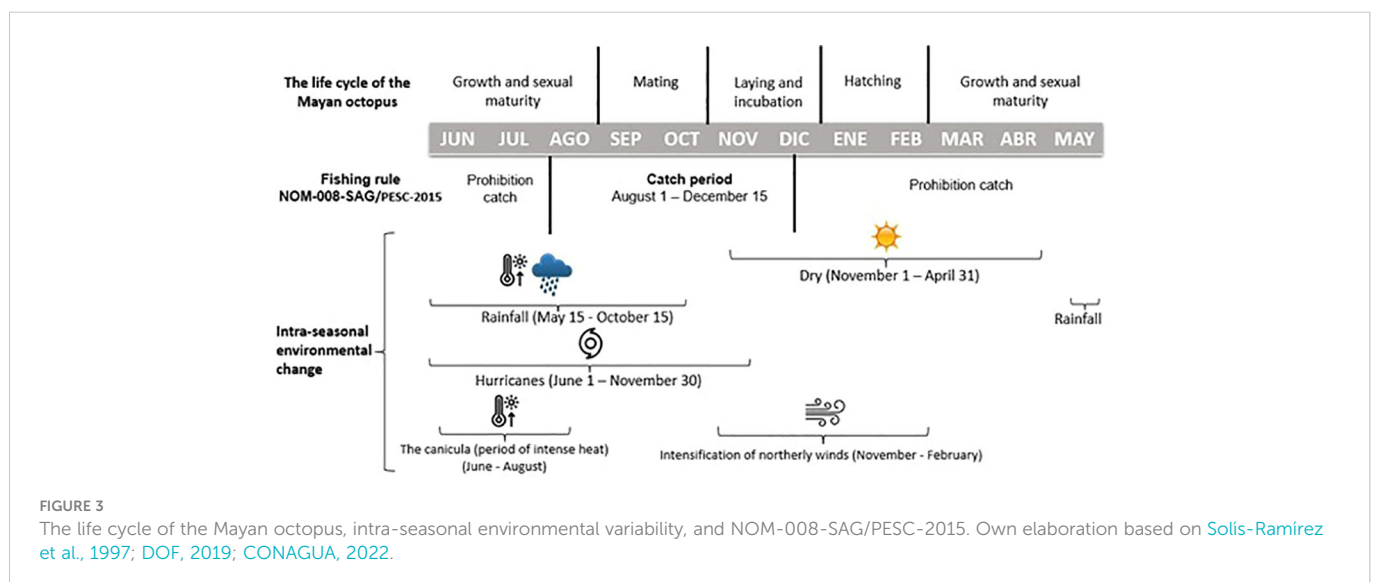 The life cycle of the
Mayan octopus
Growth and sexual
maturity
Mating
Laying and
incubation
Hatching
Growth and sexual
maturity
JUN JUL AGO SEP OCT NOV DIC ENE FEB MAR ABR MAY
Fishing rule
NOM-008-SAG/PESC-2015
Prohibition
catch
Catch period
August 1 – December 15
Prohibition catch
Intra-seasonal
environmental
change
Dry (November 1 – April 31)
Rainfall (May 15 - October 15)
Rainfall
Hurricanes (June 1 – November 30)
The canicula (period of intense heat)
(June - August)
Intensification of northerly winds (November - February)
FIGURE 3
The life cycle of the Mayan octopus, intra-seasonal environmental variability, and NOM-008-SAG/PESC-2015. Own elaboration based on Solís-Ramírez
et al., 1997; DOF, 2019; CONAGUA, 2022.